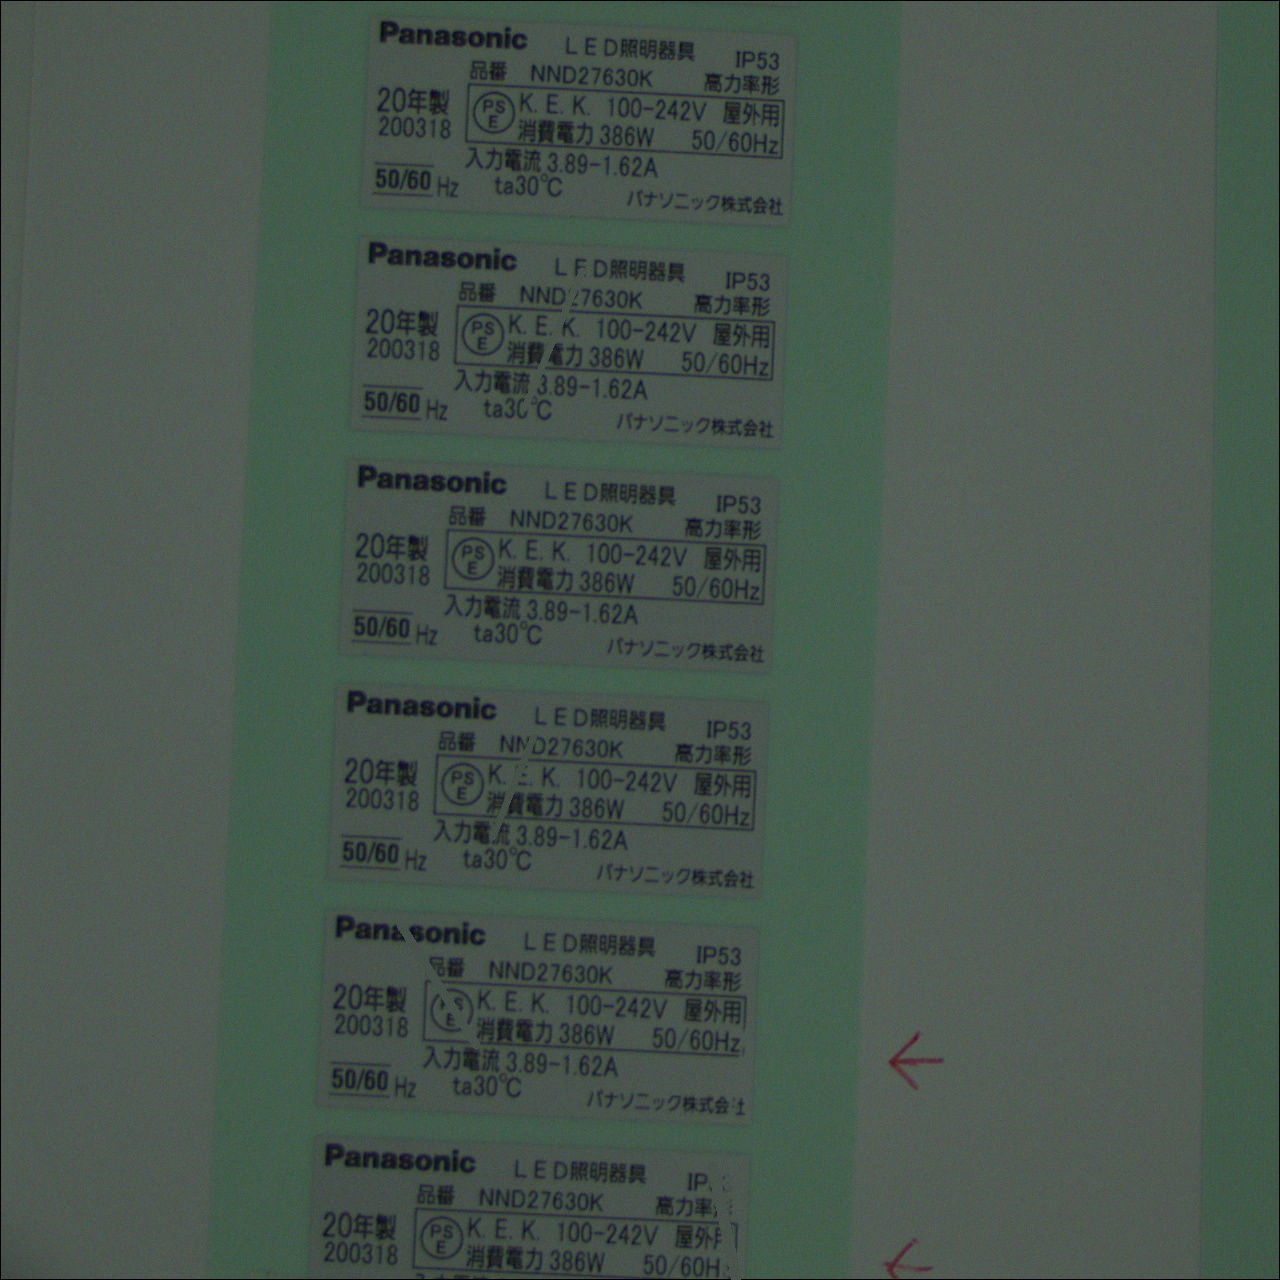 Panasonic LED照明器具 IP53
品番 NND27630K 高力率形
20年製 PS E K. E. K. 100-242V 屋外用
200318 消費電力 386W 50/60Hz
入力電流 3.89-1.62A
50/60 Hz ta30℃ パナソニック株式会社
Panasonic LED照明器具 IP53
品番 NND27630K 高力率形
20年製 PS E K. E. K. 100-242V 屋外用
200318 消費電力 386W 50/60Hz
入力電流 3.89-1.62A
50/60 Hz ta30℃ パナソニック株式会社
Panasonic LED照明器具 IP53
品番 NND27630K 高力率形
20年製 PS E K. E. K. 100-242V 屋外用
200318 消費電力 386W 50/60Hz
入力電流 3.89-1.62A
50/60 Hz ta30℃ パナソニック株式会社
Panasonic LED照明器具 IP53
品番 NND27630K 高力率形
20年製 PS E K. E. K. 100-242V 屋外用
200318 消費電力 386W 50/60Hz
入力電流 3.89-1.62A
50/60 Hz ta30℃ パナソニック株式会社
Panasonic LED照明器具 IP53
品番 NND27630K 高力率形
20年製 PS E K. E. K. 100-242V 屋外用
200318 消費電力 386W 50/60Hz
入力電流 3.89-1.62A
50/60 Hz ta30℃ パナソニック株式会社
Panasonic LED照明器具
品番 NND27630K 高力率
20年製 PS E K. E. K. 100-242V 屋外用
200318 消費電力 386W 50/60H